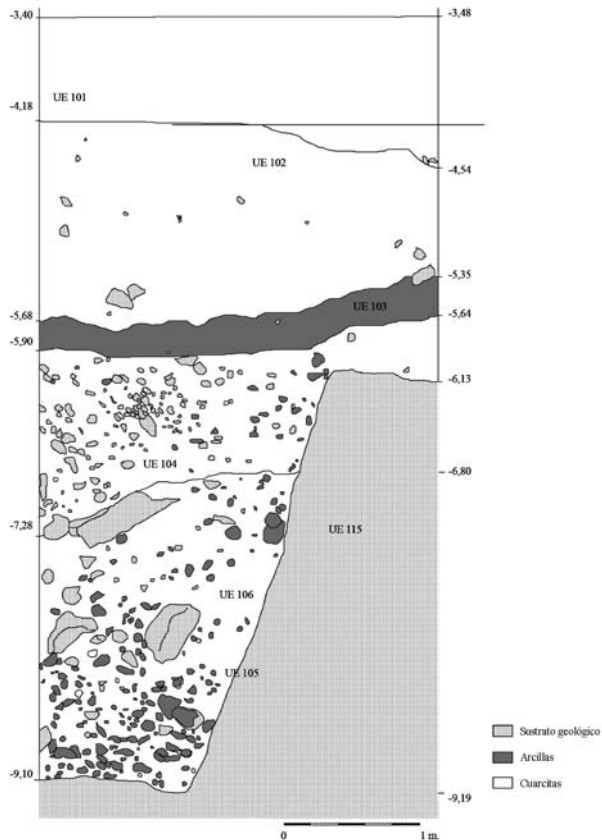 -3,40
-3,48
UE 101
-4,18
UE 102
-4,54
-5,35
UE 103
-5,68
-5,64
-5,90
-6,13
UE 104
-6,80
-7,28
UE 115
UE 106
UE 105
Sustrato geológico
Arcillas
Cuarcitas
-9,10
-9,19
0 1 m.